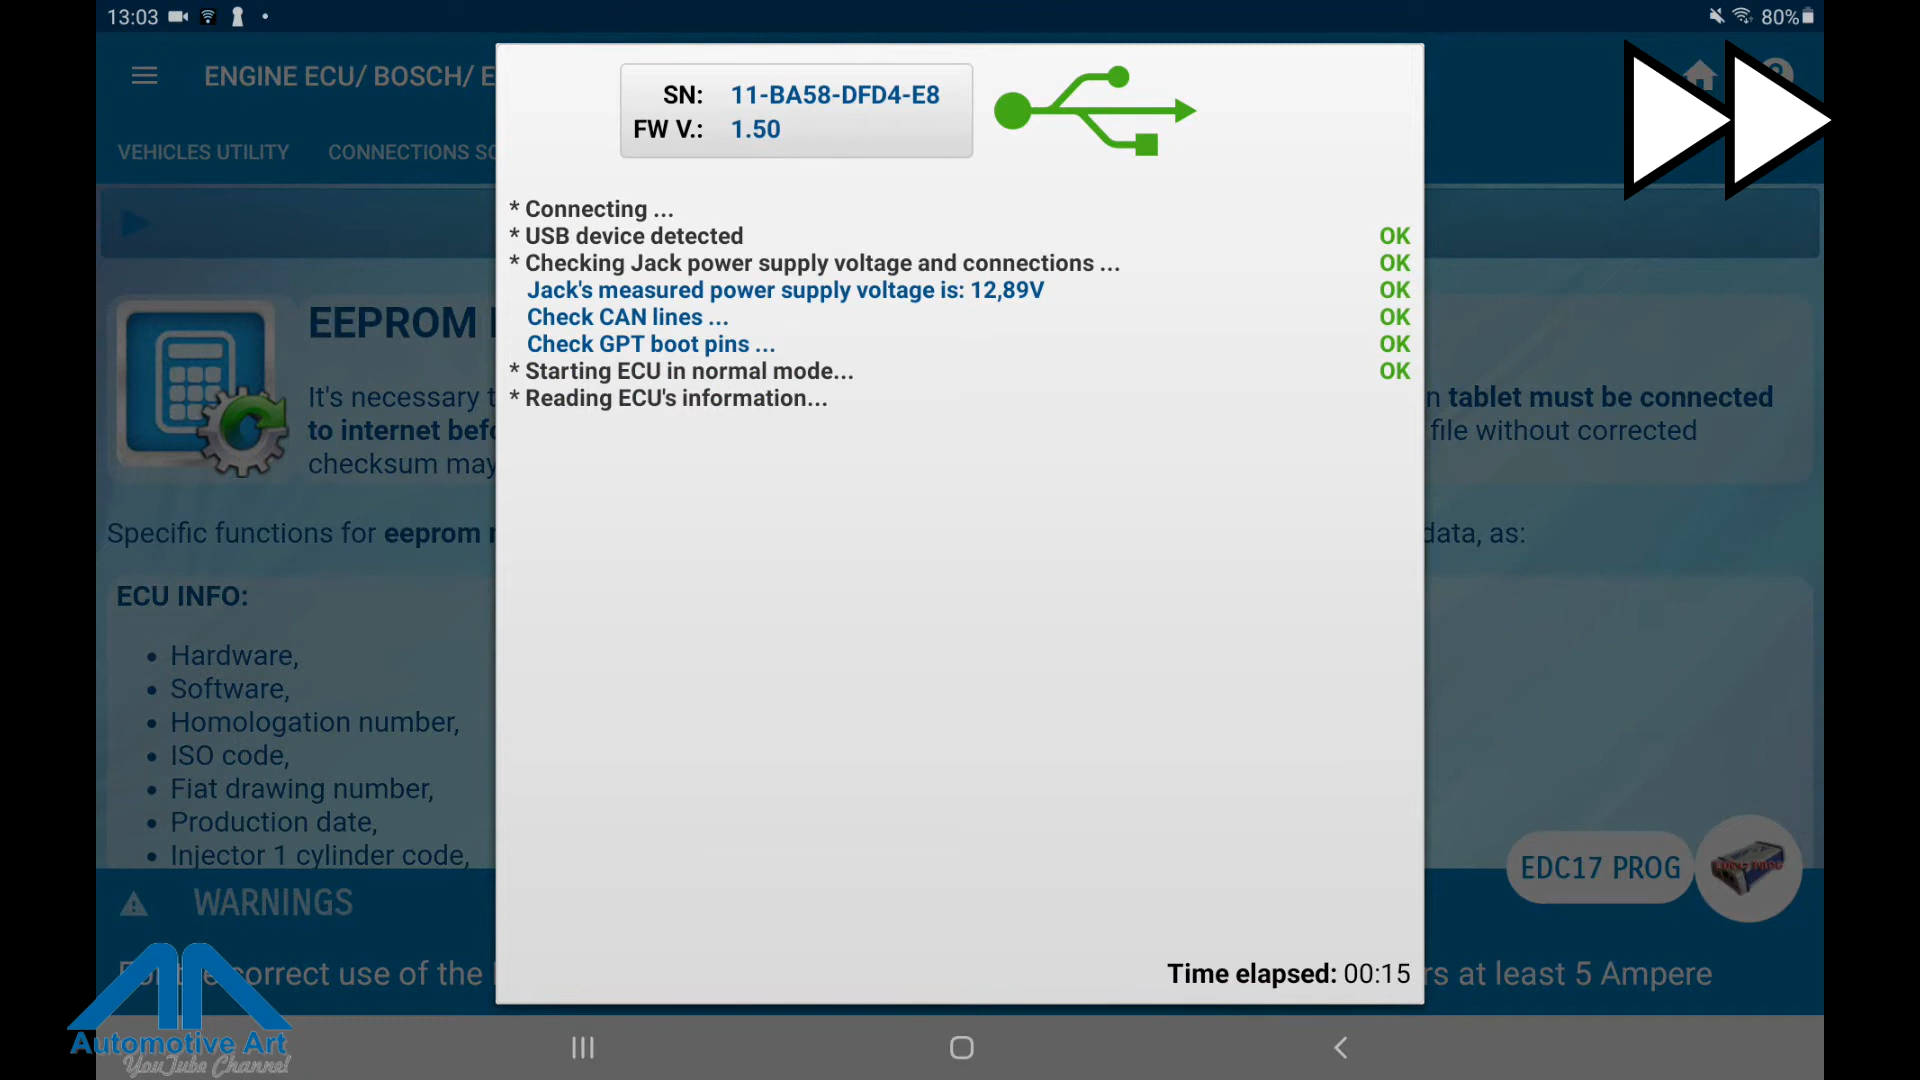 13:03
80%
ENGINE ECU/ BOSCH/ E
SN: 11-BA58-DFD4-E8
FW V.: 1.50
VEHICLES UTILITY
CONNECTIONS SC
* Connecting ...
* USB device detected OK
* Checking Jack power supply voltage and connections ... OK
Jack's measured power supply voltage is: 12,89V OK
Check CAN lines ... OK
Check GPT boot pins ... OK
* Starting ECU in normal mode... OK
* Reading ECU's information...
EEPROM
It's necessary
tablet must be connected
to internet
file without corrected
checksum may
Specific functions for eeprom
data, as:
ECU INFO:
• Hardware,
• Software,
• Homologation number,
• ISO code,
• Fiat drawing number,
• Production date,
• Injector 1 cylinder code,
EDC17 PROG
WARNINGS
correct use of the
at least 5 Ampere
Time elapsed: 00:15
Automotive Art
YouTube Channel